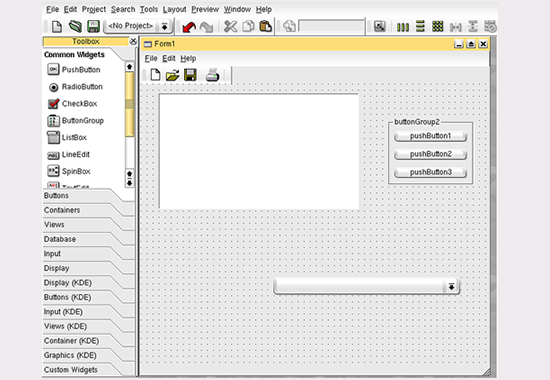 File Edit Project Search Tools Layout Preview Window Help
<No Project>
Toolbox
Form1
Common Widgets
File Edit Help
PushButton
RadioButton
CheckBox
ButtonGroup
ListBox
LineEdit
SpinBox
TextEdit
buttonGroup2
pushButton1
pushButton2
pushButton3
Buttons
Containers
Views
Database
Input
Display
Display (KDE)
Buttons (KDE)
Input (KDE)
Views (KDE)
Container (KDE)
Graphics (KDE)
Custom Widgets